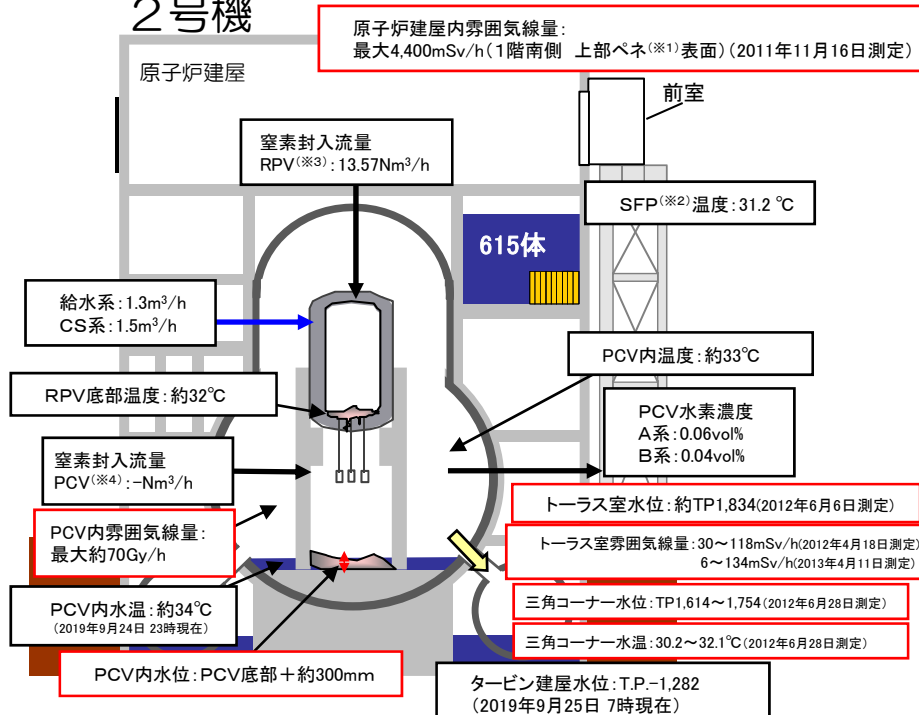 2号機
原子炉建屋内雰囲気線量:
最大4,400mSv/h(1階南側 上部ペネ(※1)表面)(2011年11月16日測定)
原子炉建屋
前室
窒素封入流量
RPV(※3):13.57Nm³/h
SFP(※2)温度:31.2 ℃
615体
給水系:1.3m³/h
CS系:1.5m³/h
PCV内温度:約33℃
RPV底部温度:約32℃
PCV水素濃度
A系:0.06vol%
B系:0.04vol%
窒素封入流量
PCV(※4):-Nm³/h
トーラス室水位:約TP1,834(2012年6月6日測定)
PCV内雰囲気線量:
最大約70Gy/h
トーラス室雰囲気線量:30~118mSv/h(2012年4月18日測定)
6~134mSv/h(2013年4月11日測定)
PCV内水温:約34℃
(2019年9月24日 23時現在)
三角コーナー水位:TP1,614~1,754(2012年6月28日測定)
三角コーナー水温:30.2~32.1℃(2012年6月28日測定)
PCV内水位:PCV底部+約300mm
タービン建屋水位:T.P.-1,282
(2019年9月25日 7時現在)